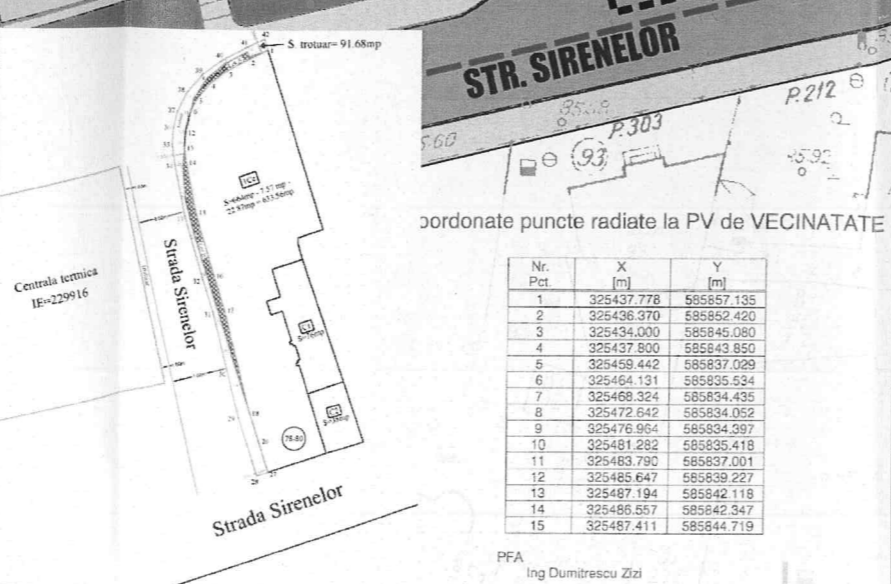 STR. SIRENELOR
P.303
P.212
93
S. trotuar= 91.68mp
Centrala termica
IE=229916
Strada Sirenelor
C1
C2
78-80
Strada Sirenelor
oordonate puncte radiate la PV de VECINATATE
Nr. Pct. X [m] Y [m]
1 325437.778 585857.135
2 325436.370 585852.420
3 325434.000 585845.080
4 325437.800 585843.850
5 325459.442 585837.029
6 325464.131 585835.534
7 325468.324 585834.435
8 325472.642 585834.052
9 325476.964 585834.397
10 325481.282 585835.418
11 325483.790 585837.001
12 325485.647 585839.227
13 325487.194 585842.118
14 325486.557 585842.347
15 325487.411 585844.719
PFA
Ing Dumitrescu Zizi